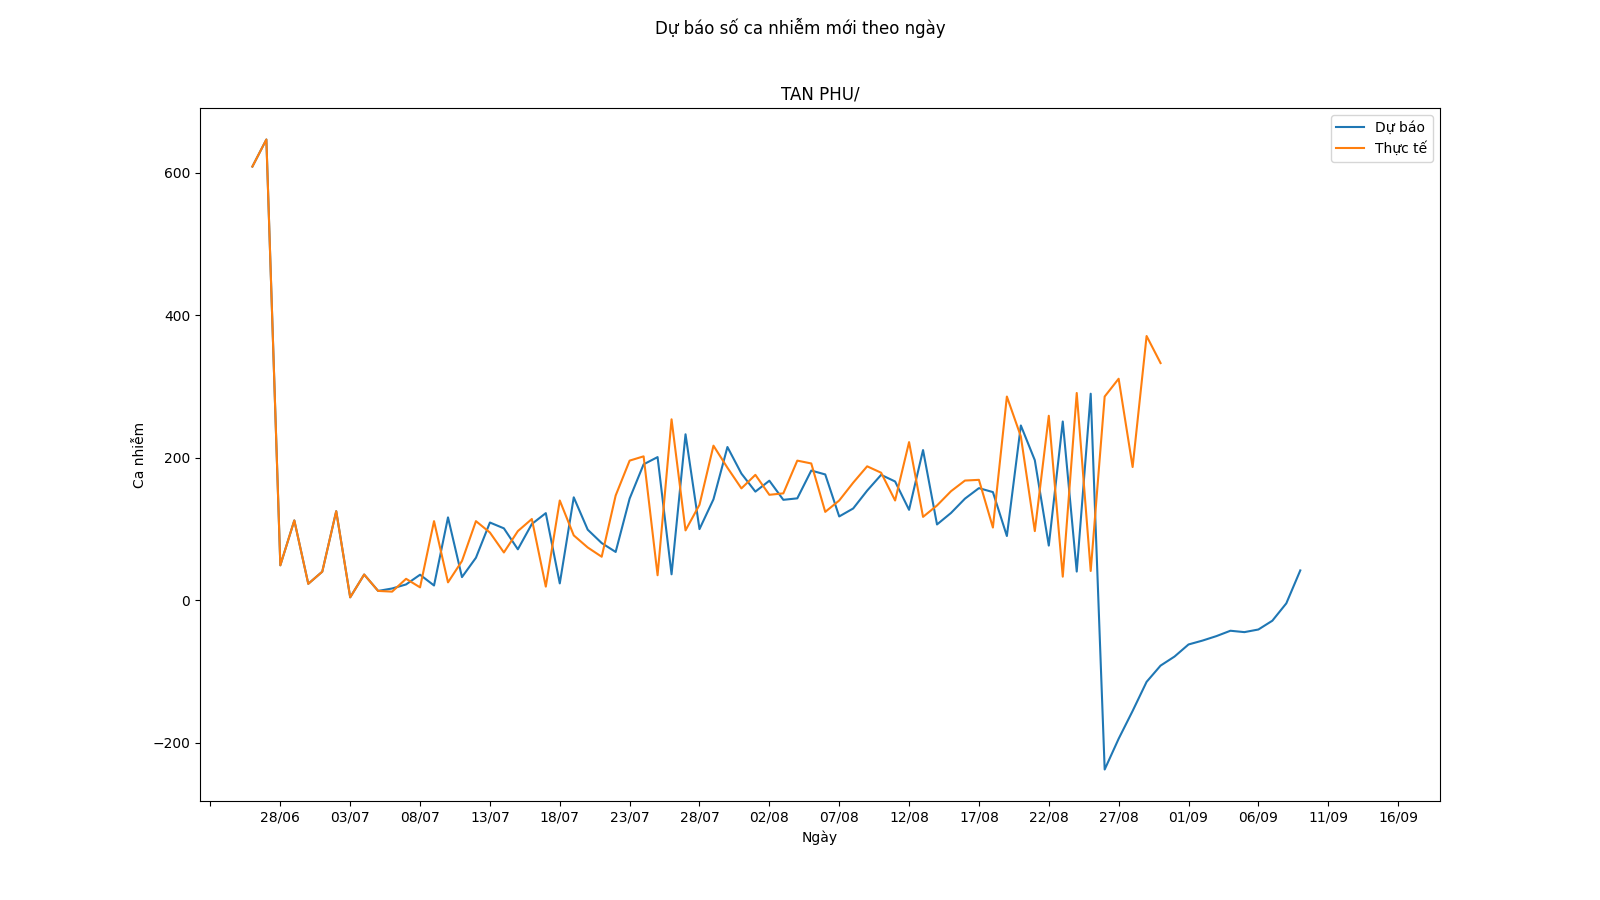 Dự báo số ca nhiễm mới theo ngày
TAN PHU/
Dự báo
Thực tế
600
400
200
0
−200
Ca nhiễm
28/06 03/07 08/07 13/07 18/07 23/07 28/07 02/08 07/08 12/08 17/08 22/08 27/08 01/09 06/09 11/09 16/09
Ngày